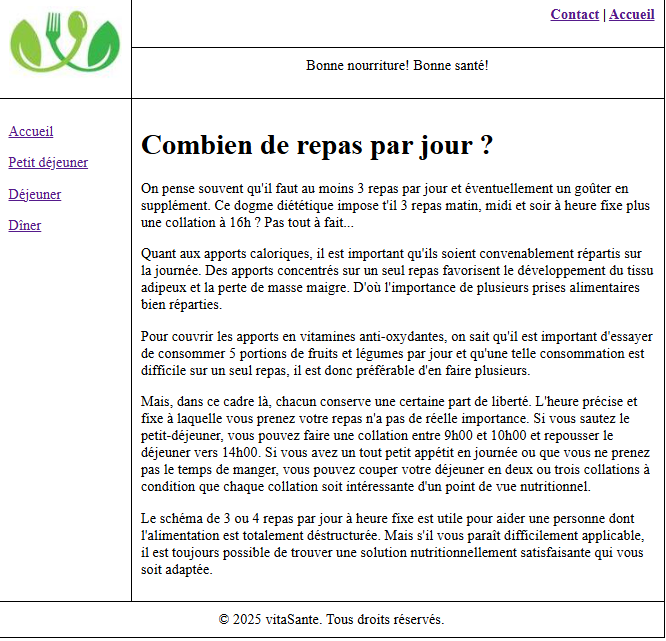 Contact | Accueil
Bonne nourriture! Bonne santé!
Accueil
Petit déjeuner
Déjeuner
Dîner
Combien de repas par jour ?
On pense souvent qu'il faut au moins 3 repas par jour et éventuellement un goûter en
supplément. Ce dogme diététique impose t'il 3 repas matin, midi et soir à heure fixe plus
une collation à 16h ? Pas tout à fait...
Quant aux apports caloriques, il est important qu'ils soient convenablement répartis sur
la journée. Des apports concentrés sur un seul repas favorisent le développement du tissu
adipeux et la perte de masse maigre. D'où l'importance de plusieurs prises alimentaires
bien réparties.
Pour couvrir les apports en vitamines anti-oxydantes, on sait qu'il est important d'essayer
de consommer 5 portions de fruits et légumes par jour et qu'une telle consommation est
difficile sur un seul repas, il est donc préférable d'en faire plusieurs.
Mais, dans ce cadre là, chacun conserve une certaine part de liberté. L'heure précise et
fixe à laquelle vous prenez votre repas n'a pas de réelle importance. Si vous sautez le
petit-déjeuner, vous pouvez faire une collation entre 9h00 et 10h00 et repousser le
déjeuner vers 14h00. Si vous avez un tout petit appétit en journée ou que vous ne prenez
pas le temps de manger, vous pouvez couper votre déjeuner en deux ou trois collations à
condition que chaque collation soit intéressante d'un point de vue nutritionnel.
Le schéma de 3 ou 4 repas par jour à heure fixe est utile pour aider une personne dont
l'alimentation est totalement déstructurée. Mais s'il vous paraît difficilement applicable,
il est toujours possible de trouver une solution nutritionnellement satisfaisante qui vous
soit adaptée.
© 2025 vitaSante. Tous droits réservés.